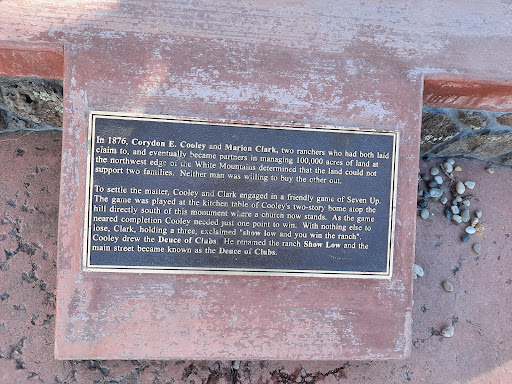 In 1876, Corydon E. Cooley and Marion Clark, two ranchers who had both laid
claim to, and eventually became partners in managing 100,000 acres of land at
the northwest edge of the White Mountains determined that the land could not
support two families. Neither man was willing to buy the other out.
To settle the matter, Cooley and Clark engaged in a friendly game of Seven Up.
The game was played at the kitchen table of Cooley's two-story home atop the
hill directly south of this monument where a church now stands. As the game
neared completion Cooley needed just one point to win. With nothing else to
lose, Clark, holding a three, exclaimed "show low and you win the ranch".
Cooley drew the Deuce of Clubs. He renamed the ranch Show Low and the
main street became known as the Deuce of Clubs.